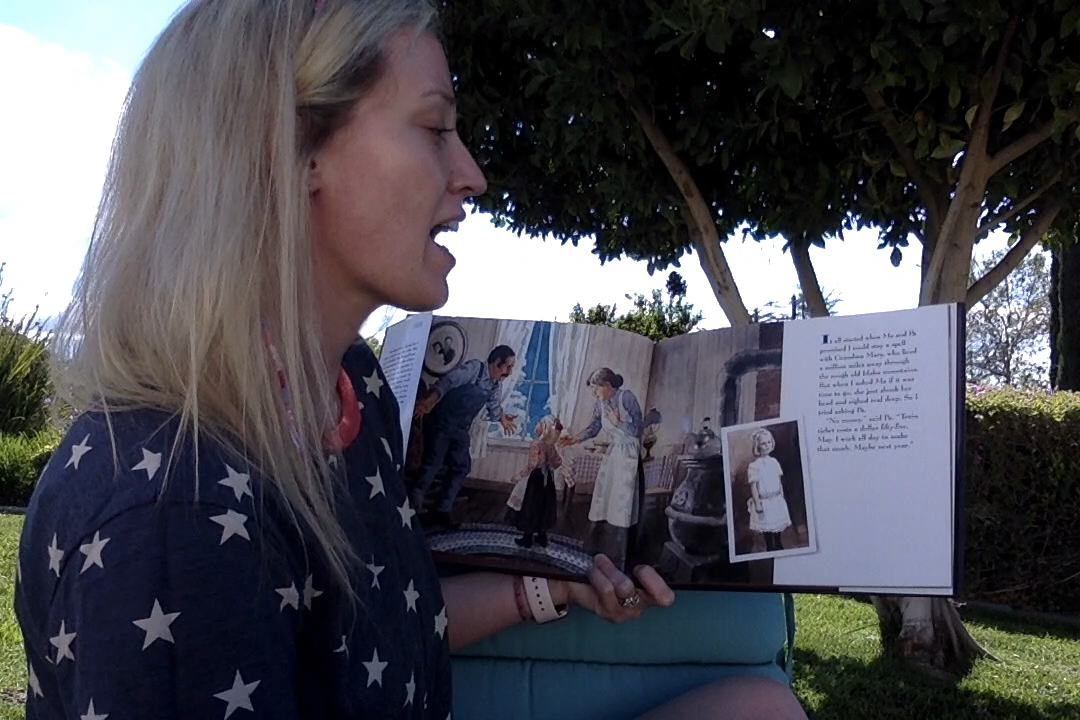 It all started when Ma and Pa
promised I could stay a spell
with Grandma Mary, who lived
a million miles away through
the rough old Idaho mountains.
But when I asked Ma if it was
time to go, she just shook her
head and sighed real deep. So I
tried asking Pa.
"No money," said Pa. "Train
ticket costs a dollar fifty-five,
May. I work all day to make
that much. Maybe next year."